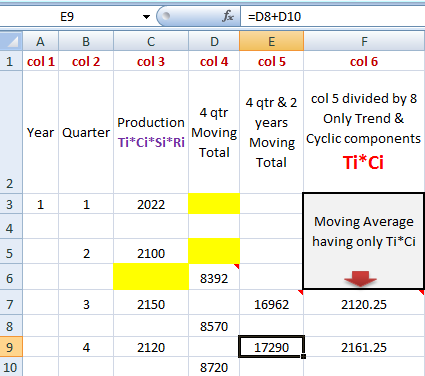 E9 fx =D8+D10
A B C D E F
1 col 1 col 2 col 3 col 4 col 5 col 6
2 Year Quarter Production Ti*Ci*Si*Ri 4 qtr Moving Total 4 qtr & 2 years Moving Total col 5 divided by 8 Only Trend & Cyclic components Ti*Ci
3 1 1 2022
4 Moving Average having only Ti*Ci
5 2 2100
6 8392
7 3 2150 16962 2120.25
8 8570
9 4 2120 17290 2161.25
10 8720